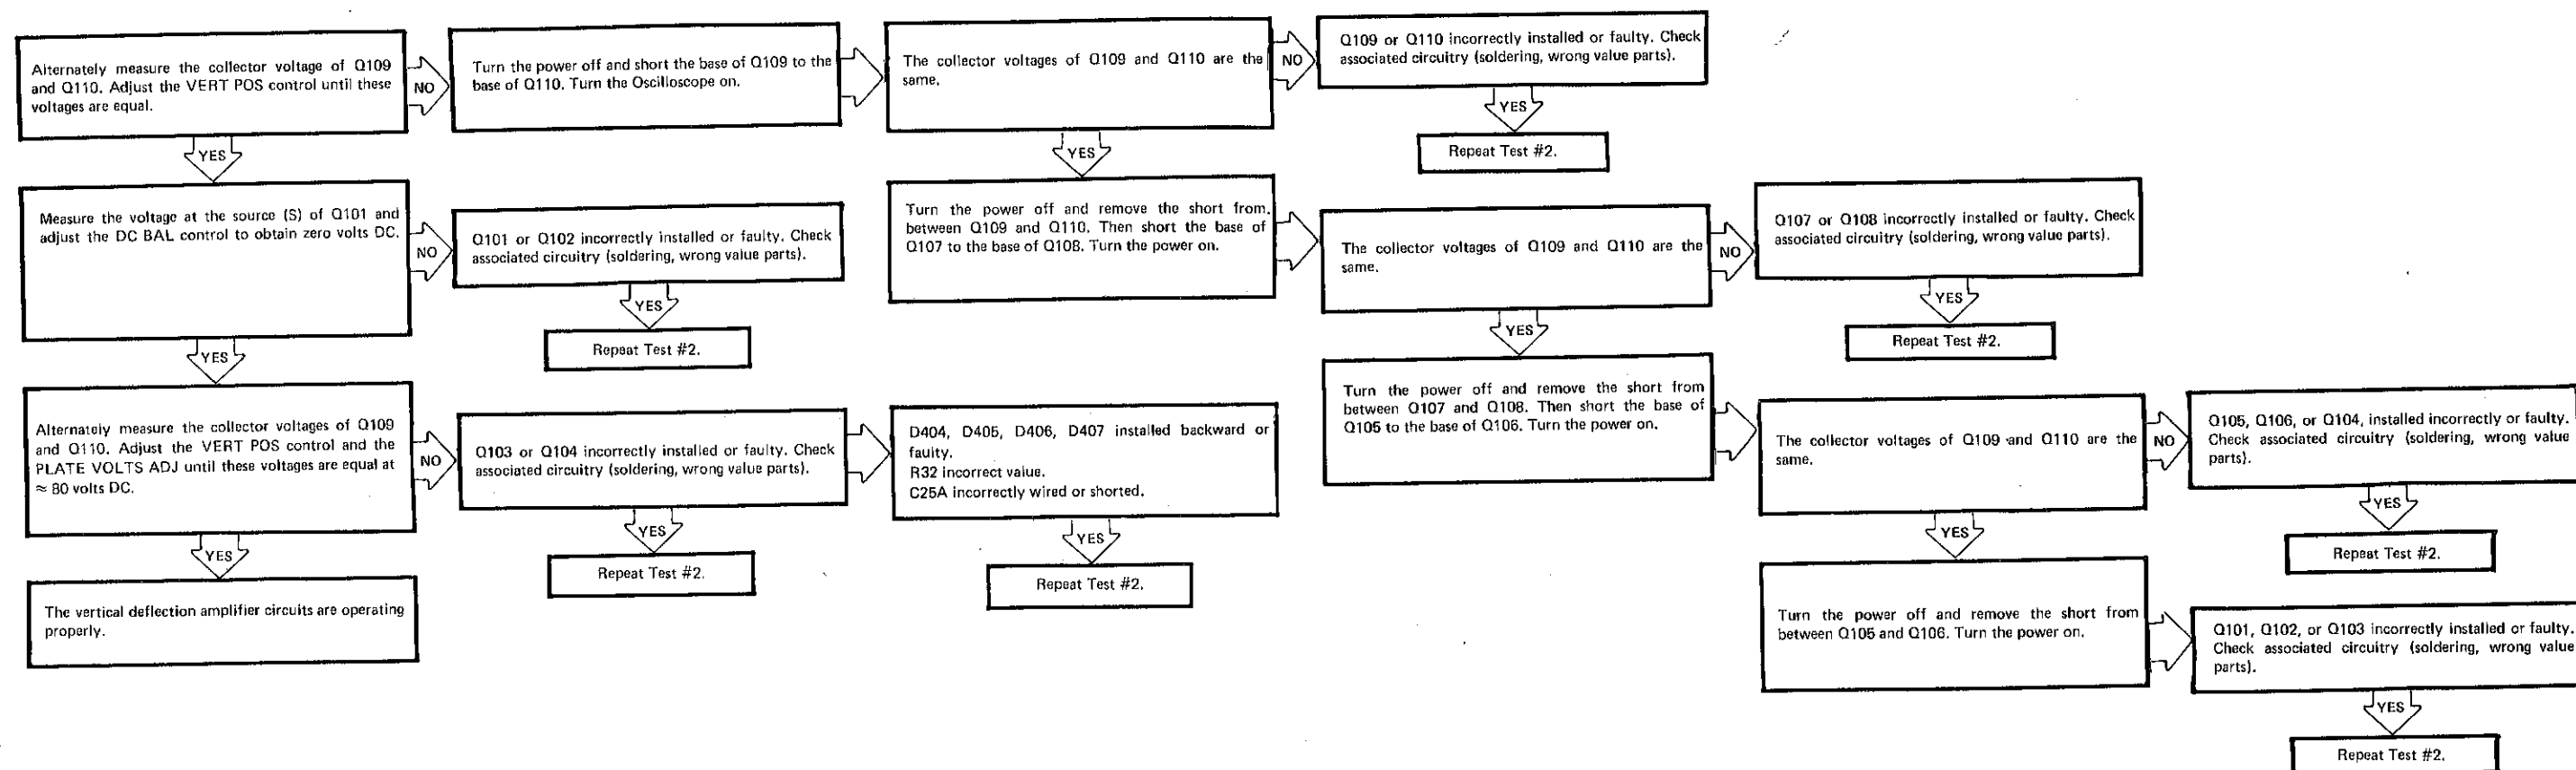 Alternately measure the collector voltage of Q109
and Q110. Adjust the VERT POS control until these
voltages are equal.
NO
Turn the power off and short the base of Q109 to the
base of Q110. Turn the Oscilloscope on.
The collector voltages of Q109 and Q110 are the
same.
NO
Q109 or Q110 incorrectly installed or faulty. Check
associated circuitry (soldering, wrong value parts).
YES
Repeat Test #2.
YES
YES
Measure the voltage at the source (S) of Q101 and
adjust the DC BAL control to obtain zero volts DC.
NO
Q101 or Q102 incorrectly installed or faulty. Check
associated circuitry (soldering, wrong value parts).
YES
Repeat Test #2.
Turn the power off and remove the short from.
between Q109 and Q110. Then short the base of
Q107 to the base of Q108. Turn the power on.
The collector voltages of Q109 and Q110 are the
same.
NO
Q107 or Q108 incorrectly installed or faulty. Check
associated circuitry (soldering, wrong value parts).
YES
Repeat Test #2.
YES
YES
Alternately measure the collector voltages of Q109
and Q110. Adjust the VERT POS control and the
PLATE VOLTS ADJ until these voltages are equal at
≈ 80 volts DC.
NO
Q103 or Q104 incorrectly installed or faulty. Check
associated circuitry (soldering, wrong value parts).
YES
Repeat Test #2.
D404, D405, D406, D407 installed backward or
faulty.
R32 incorrect value.
C25A incorrectly wired or shorted.
YES
Repeat Test #2.
Turn the power off and remove the short from
between Q107 and Q108. Then short the base of
Q105 to the base of Q106. Turn the power on.
The collector voltages of Q109 and Q110 are the
same.
NO
Q105, Q106, or Q104, installed incorrectly or faulty.
Check associated circuitry (soldering, wrong value
parts).
YES
Repeat Test #2.
YES
YES
The vertical deflection amplifier circuits are operating
properly.
Turn the power off and remove the short from
between Q105 and Q106. Turn the power on.
Q101, Q102, or Q103 incorrectly installed or faulty.
Check associated circuitry (soldering, wrong value
parts).
YES
Repeat Test #2.